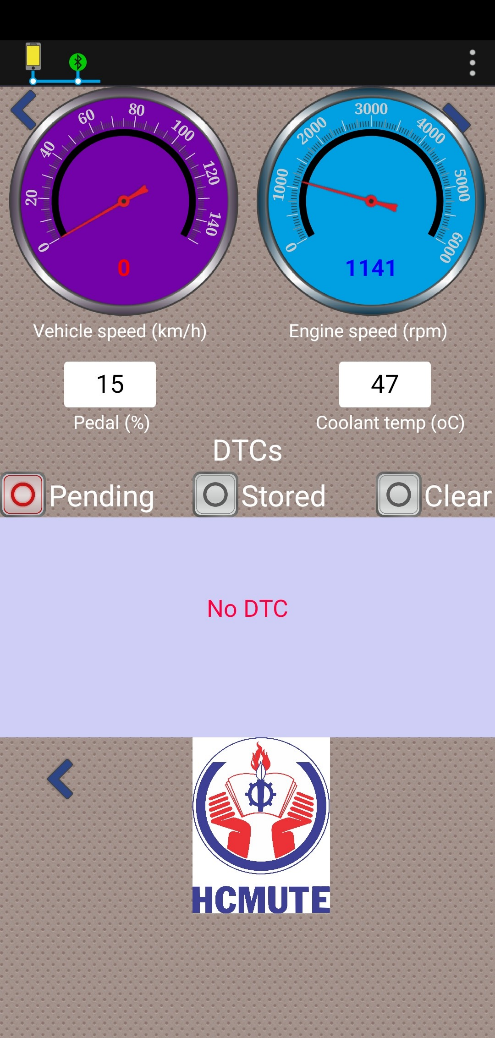 0 20 40 60 80 100 120 140
0
0 1000 2000 3000 4000 5000 6000
1141
Vehicle speed (km/h)
Engine speed (rpm)
15
47
Pedal (%)
Coolant temp (oC)
DTCs
Pending
Stored
Clear
No DTC
HCMUTE